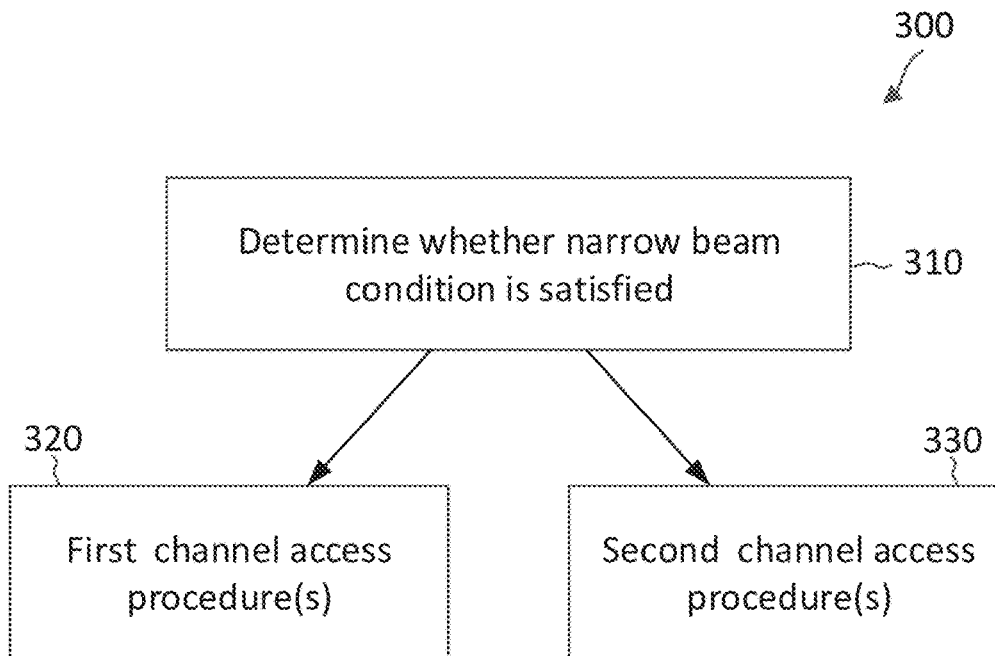 300
Determine whether narrow beam
condition is satisfied
310
320
330
First channel access
procedure(s)
Second channel access
procedure(s)